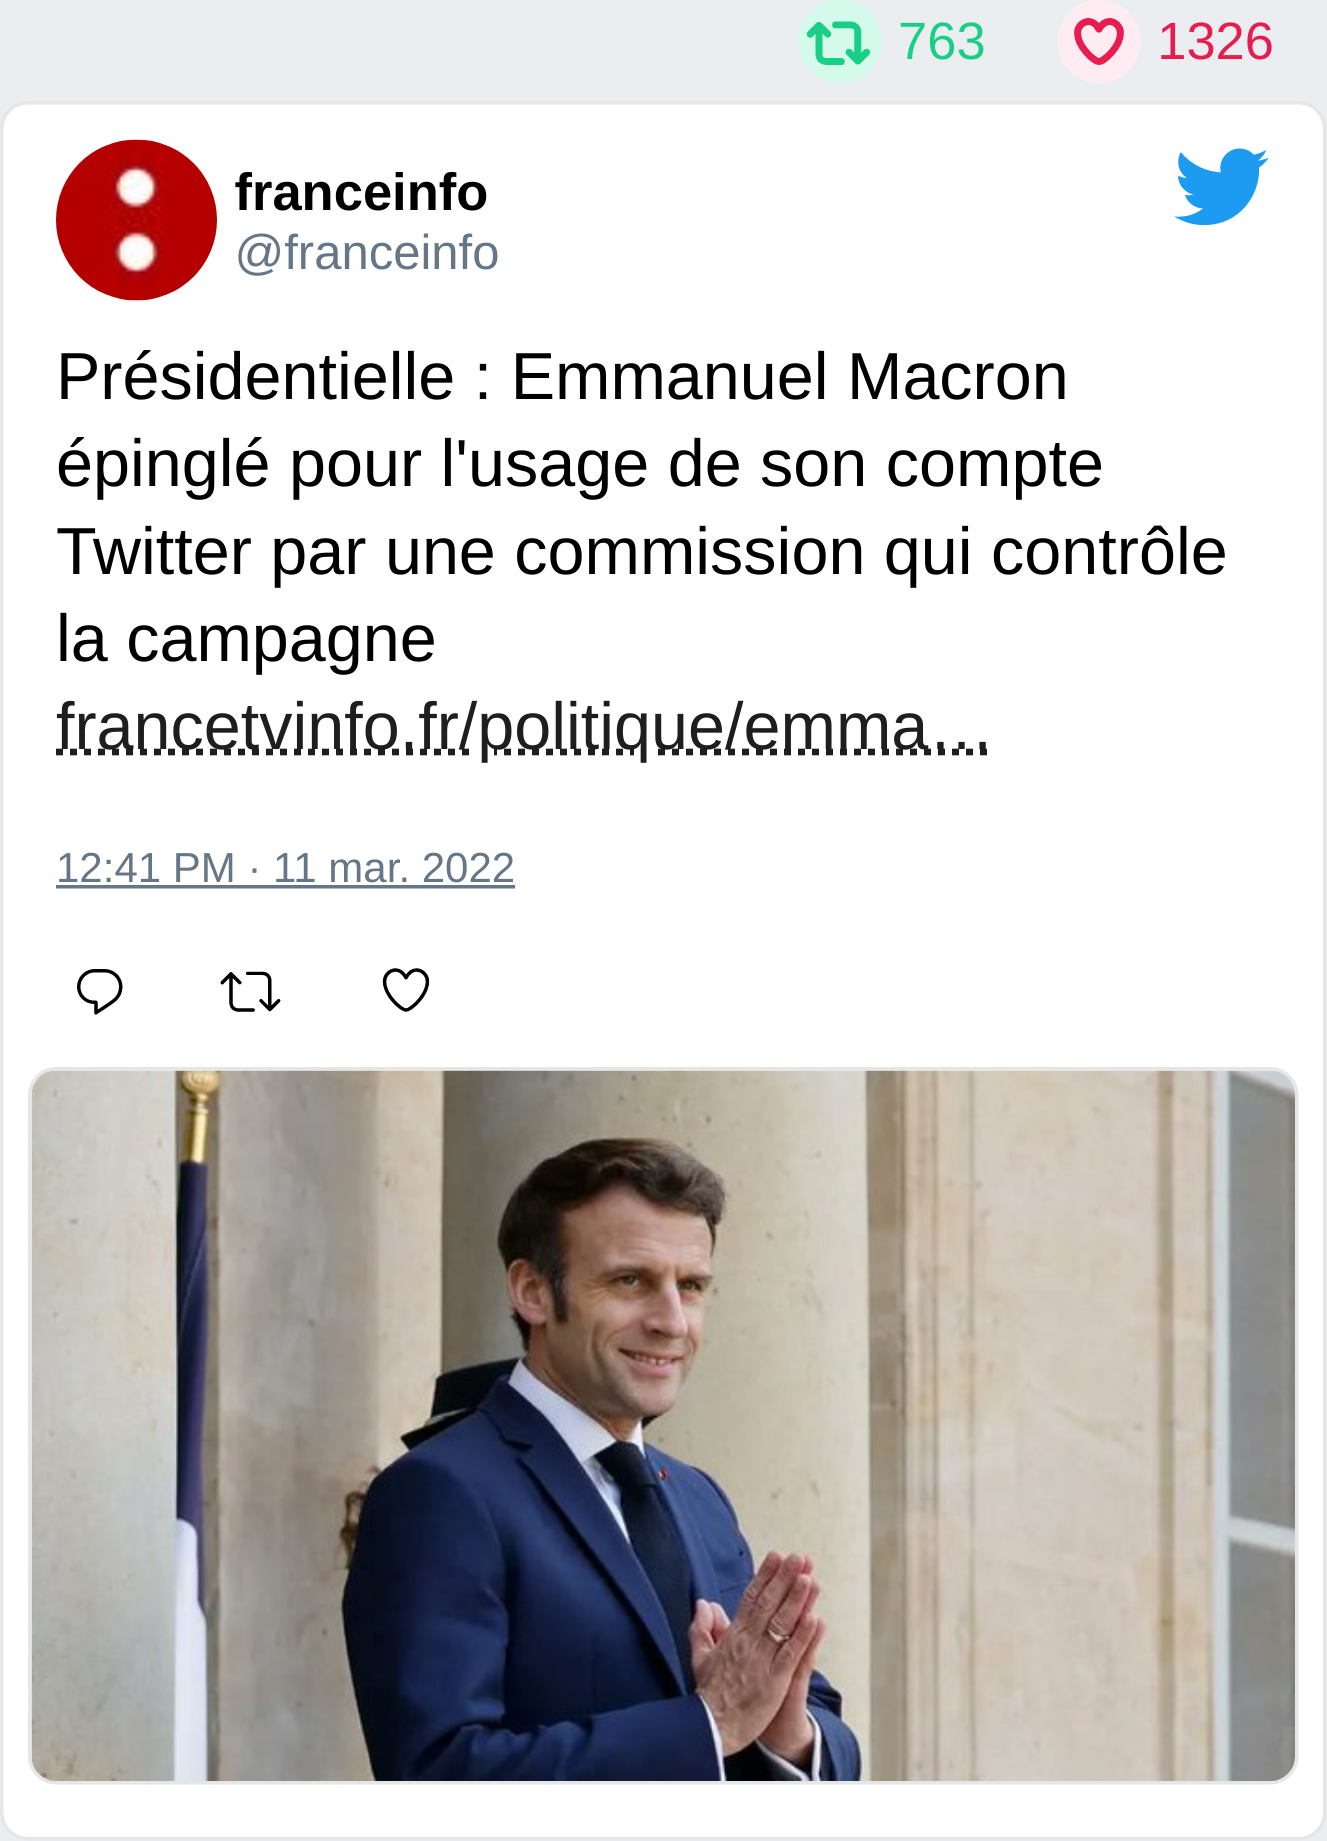 763 1326
franceinfo
@franceinfo
Présidentielle : Emmanuel Macron
épinglé pour l'usage de son compte
Twitter par une commission qui contrôle
la campagne
francetvinfo.fr/politique/emma…
12:41 PM · 11 mar. 2022